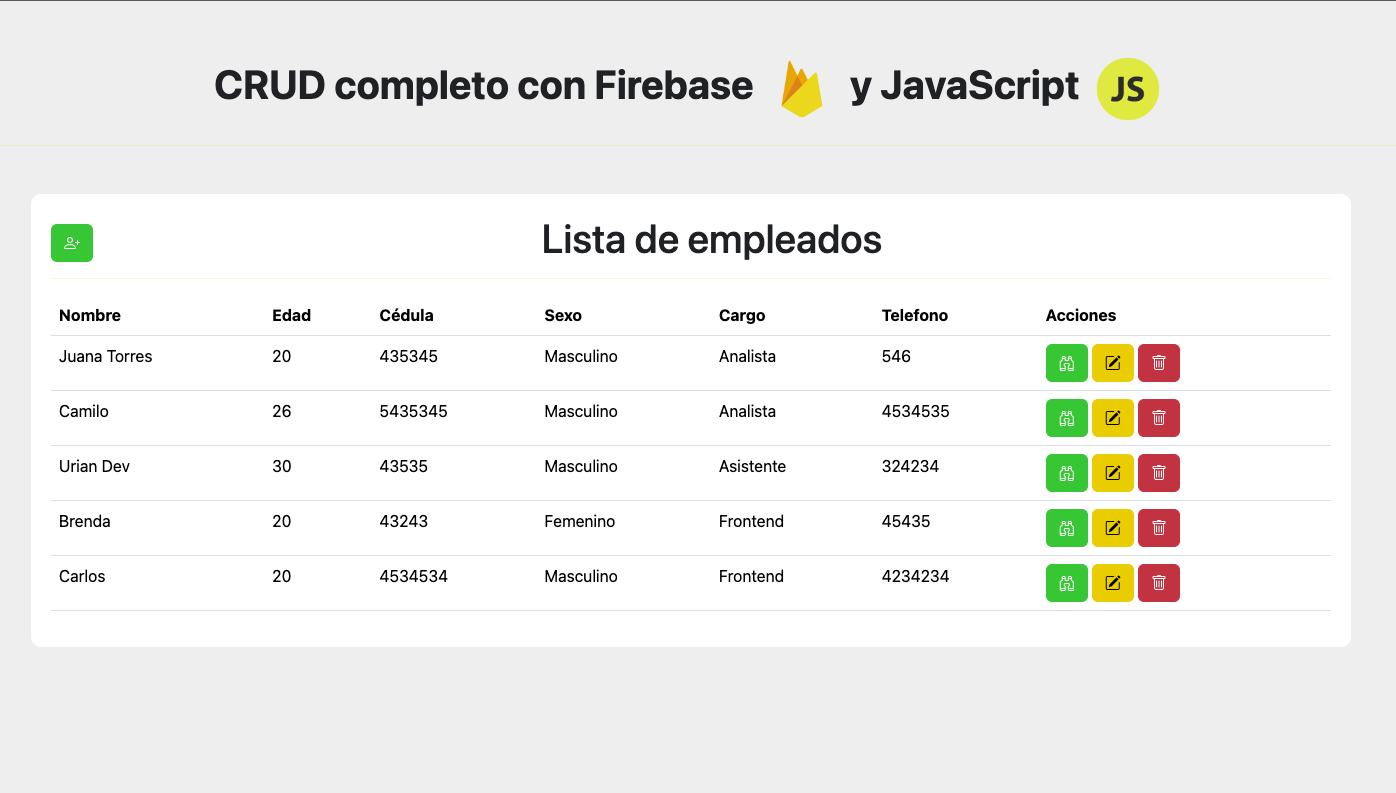 CRUD completo con Firebase y JavaScript JS
Lista de empleados
Nombre Edad Cédula Sexo Cargo Telefono Acciones
Juana Torres 20 435345 Masculino Analista 546
Camilo 26 5435345 Masculino Analista 4534535
Urian Dev 30 43535 Masculino Asistente 324234
Brenda 20 43243 Femenino Frontend 45435
Carlos 20 4534534 Masculino Frontend 4234234